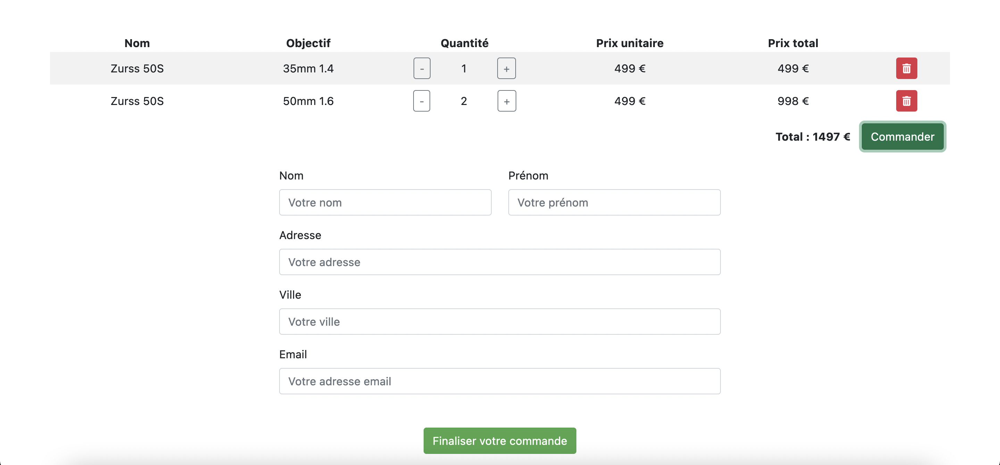 Nom Objectif Quantité Prix unitaire Prix total
Zurss 50S 35mm 1.4 - 1 + 499 € 499 €
Zurss 50S 50mm 1.6 - 2 + 499 € 998 €
Total : 1497 € Commander
Nom Prénom
Votre nom Votre prénom
Adresse
Votre adresse
Ville
Votre ville
Email
Votre adresse email
Finaliser votre commande